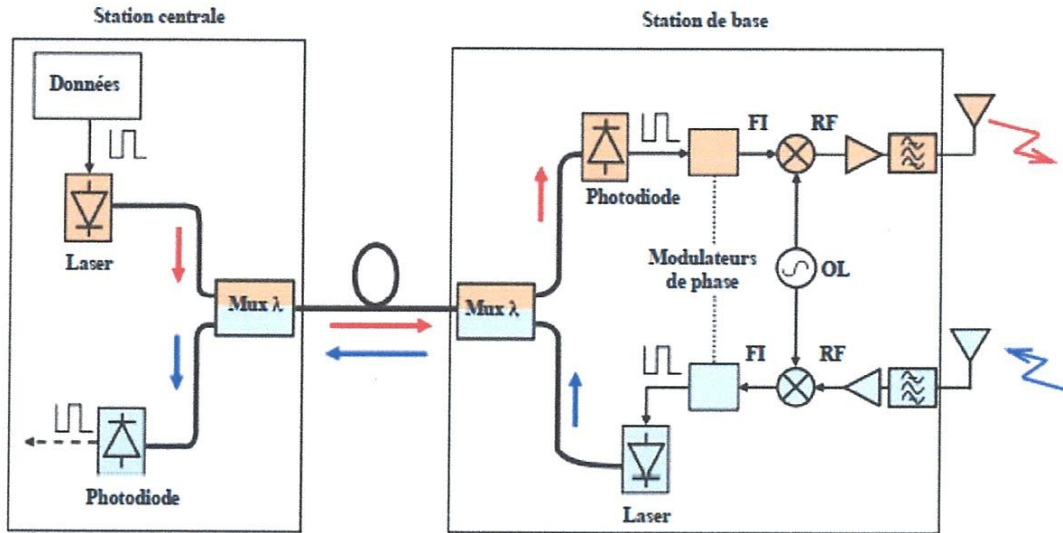 Station centrale
Station de base
Données
Laser
Photodiode
Mux λ
Mux λ
Photodiode
FI
RF
Modulateurs
de phase
OL
FI
RF
Laser